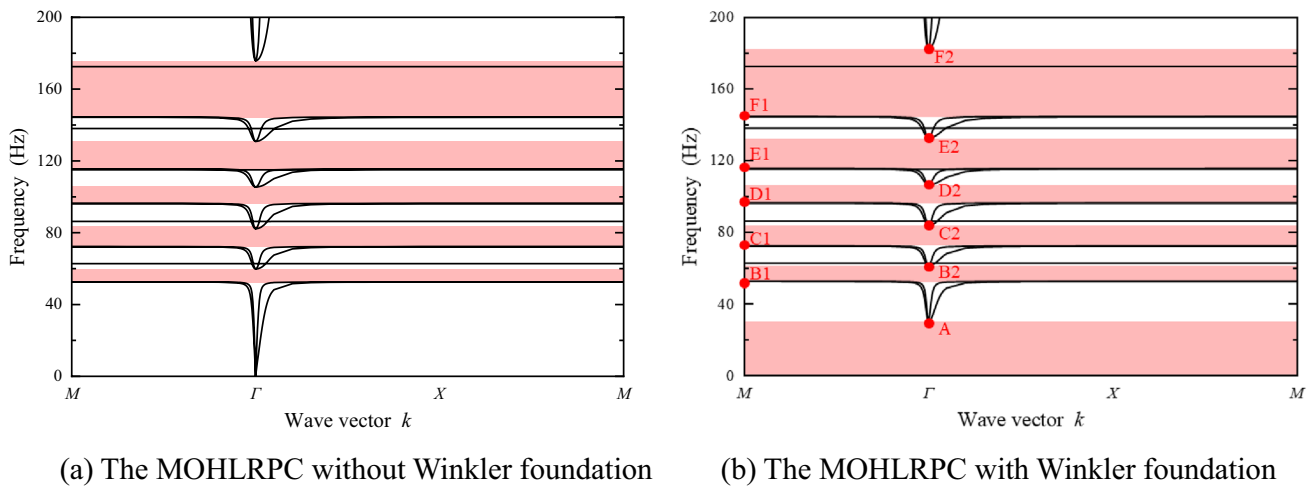 200
160
120
80
40
0
Frequency (Hz)
M
Γ
X
M
Wave vector k
(a) The MOHLRPC without Winkler foundation
200
160
120
80
40
0
Frequency (Hz)
F2
F1
E2
E1
D2
D1
C2
C1
B2
B1
A
M
Γ
X
M
Wave vector k
(b) The MOHLRPC with Winkler foundation